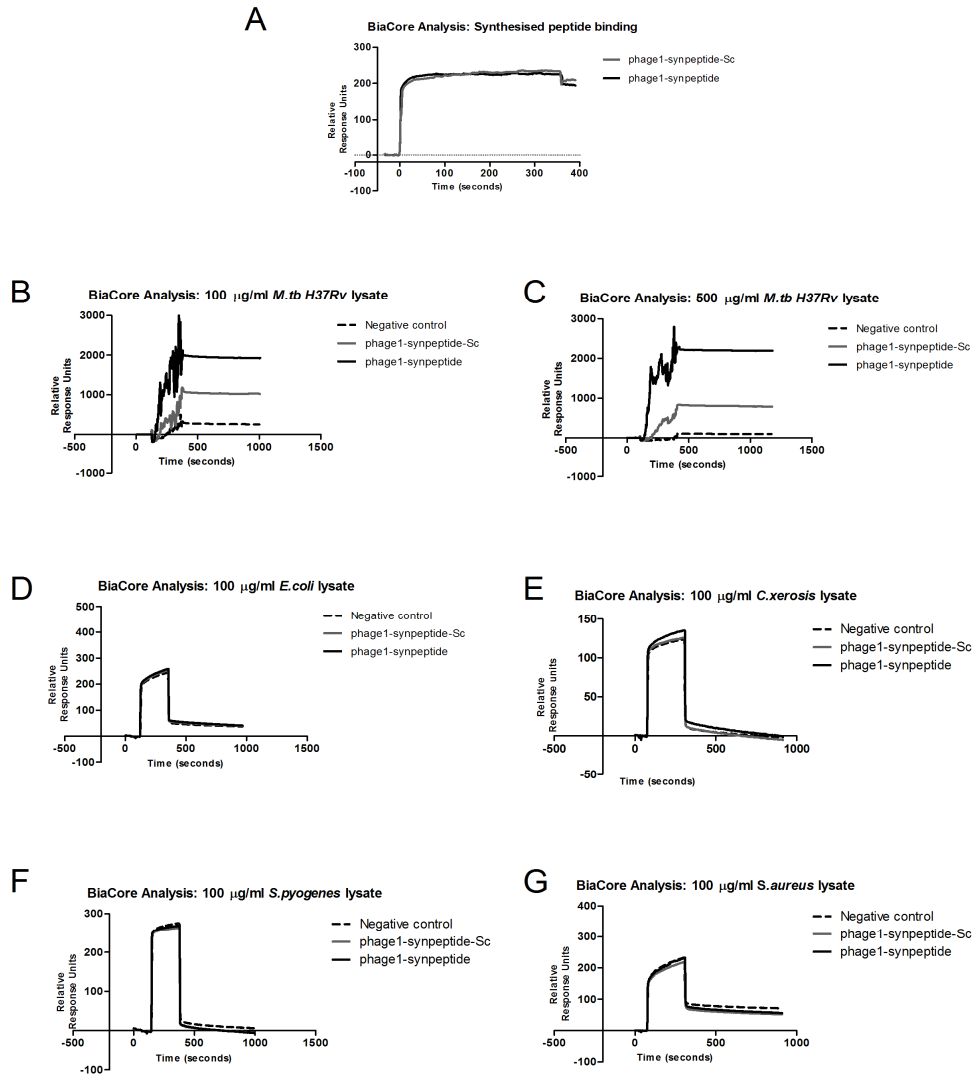 A
BiaCore Analysis: Synthesised peptide binding
Relative
Response Units
300
200
100
0
-100
-100
0
100
200
300
400
Time (seconds)
phage1-synpeptide-Sc
phage1-synpeptide
B
BiaCore Analysis: 100 μg/ml M.tb H37Rv lysate
Relative
Response Units
3000
2000
1000
-1000
-500
0
500
1000
1500
Time (seconds)
Negative control
phage1-synpeptide-Sc
phage1-synpeptide
C
BiaCore Analysis: 500 μg/ml M.tb H37Rv lysate
Relative
Response Units
3000
2000
1000
-1000
-500
0
500
1000
1500
Time (seconds)
Negative control
phage1-synpeptide-Sc
phage1-synpeptide
D
BiaCore Analysis: 100 μg/ml E.coli lysate
Relative
Response Units
500
400
300
200
100
-100
-500
0
500
1000
1500
Time (seconds)
Negative control
phage1-synpeptide-Sc
phage1-synpeptide
E
BiaCore Analysis: 100 μg/ml C.xerosis lysate
Relative
Response units
150
100
50
-50
-500
0
500
1000
Time (seconds)
Negative control
phage1-synpeptide-Sc
phage1-synpeptide
F
BiaCore Analysis: 100 μg/ml S.pyogenes lysate
Relative
Response Units
300
200
100
-100
-500
0
500
1000
1500
Time (seconds)
Negative control
phage1-synpeptide-Sc
phage1-synpeptide
G
BiaCore Analysis: 100 μg/ml S.aureus lysate
Relative
Response Units
400
300
200
100
-100
-500
0
500
1000
Time (seconds)
Negative control
phage1-synpeptide-Sc
phage1-synpeptide